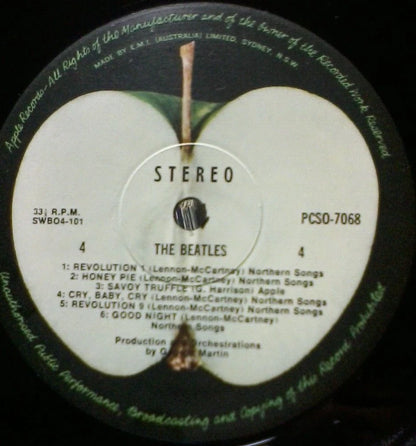 Apple Records-All Rights of the Manufacturer and of the Owner of the Recorded Work Reserved
MADE BY E.M.I. (AUSTRALIA) LIMITED, SYDNEY, N.S.W.
STEREO
33⅓ R.P.M.
SWBO4-101
PCSO-7068
4 THE BEATLES 4
1: REVOLUTION 1 (Lennon-McCartney) Northern Songs
2: HONEY PIE (Lennon-McCartney) Northern Songs
3: SAVOY TRUFFLE (G. Harrison) Apple
4: CRY, BABY, CRY (Lennon-McCartney) Northern Songs
5: REVOLUTION 9 (Lennon-McCartney) Northern Songs
6: GOOD NIGHT (Lennon-McCartney)
Northern Songs
Production and Orchestrations
by George Martin
Unauthorised Public Performance, Broadcasting and Copying of this Record Prohibited